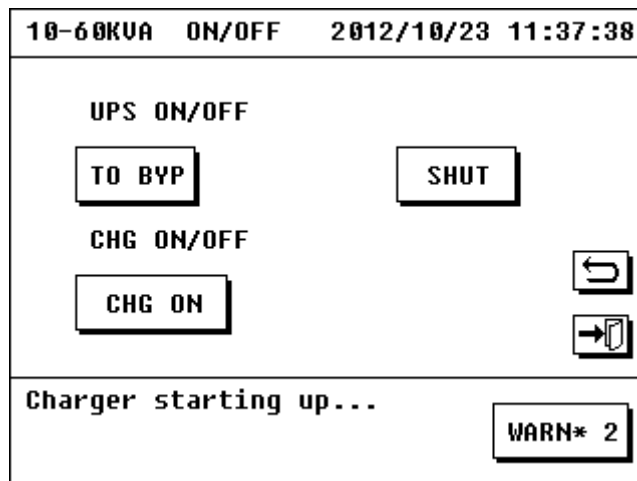 10-60KVA ON/OFF 2012/10/23 11:37:38
UPS ON/OFF
TO BYP SHUT
CHG ON/OFF
CHG ON
Charger starting up...
WARN* 2